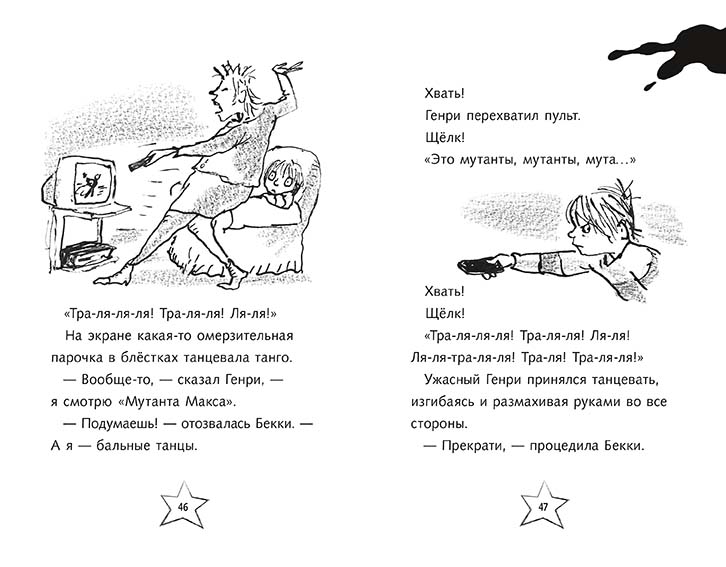 «Тра-ля-ля-ля! Тра-ля-ля! Ля-ля!»
На экране какая-то омерзительная
парочка в блёстках танцевала танго.
— Вообще-то, — сказал Генри, —
я смотрю «Мутанта Макса».
— Подумаешь! — отозвалась Бекки. —
А я — бальные танцы.
46
Хвать!
Генри перехватил пульт.
Щёлк!
«Это мутанты, мутанты, мута...»
Хвать!
Щёлк!
«Тра-ля-ля-ля! Тра-ля-ля! Ля-ля!
Ля-ля-тра-ля-ля! Тра-ля! Тра-ля-ля!»
Ужасный Генри принялся танцевать,
изгибаясь и размахивая руками во все
стороны.
— Прекрати, — процедила Бекки.
47